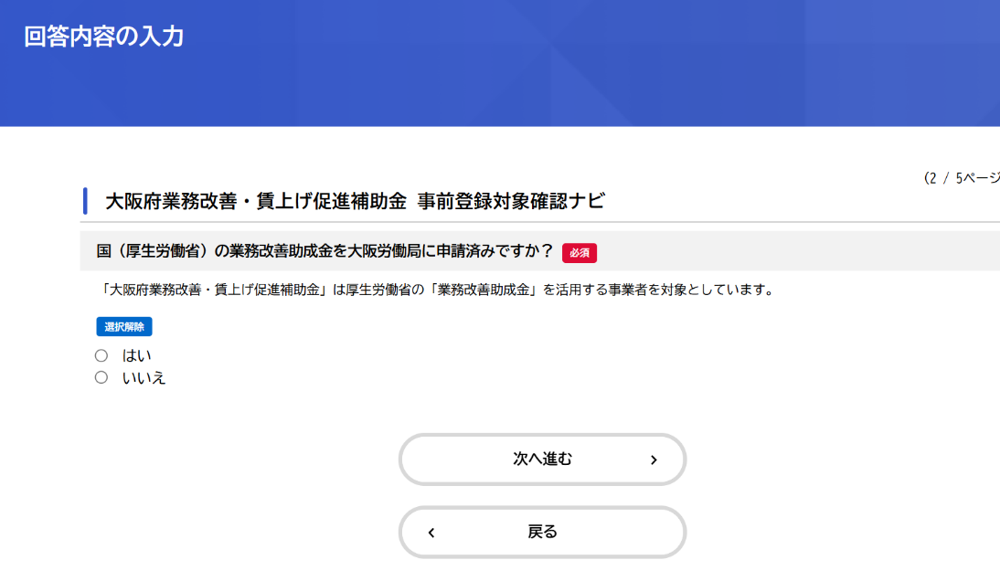 回答内容の入力
(2 / 5ページ
大阪府業務改善・賃上げ促進補助金 事前登録対象確認ナビ
国（厚生労働省）の業務改善助成金を大阪労働局に申請済みですか？ 必須
「大阪府業務改善・賃上げ促進補助金」は厚生労働省の「業務改善助成金」を活用する事業者を対象としています。
選択解除
はい
いいえ
次へ進む
戻る